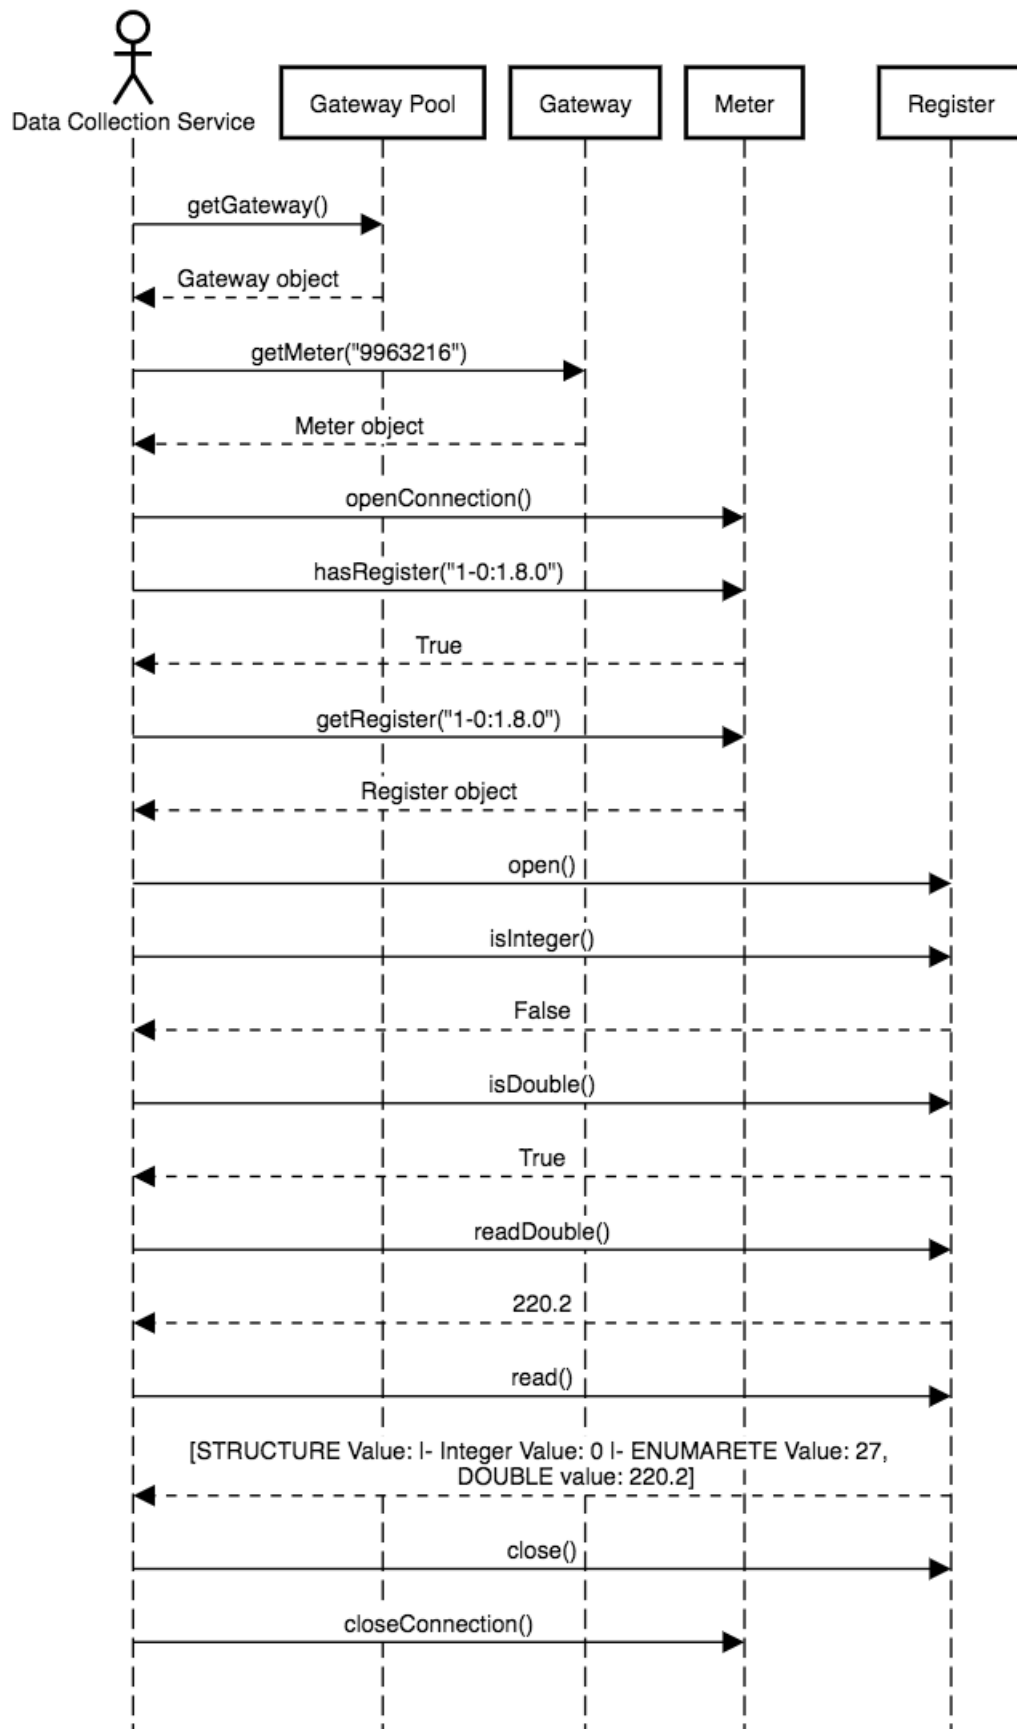 Data Collection Service
Gateway Pool
Gateway
Meter
Register
getGateway()
Gateway object
getMeter("9963216")
Meter object
openConnection()
hasRegister("1-0:1.8.0")
True
getRegister("1-0:1.8.0")
Register object
open()
isInteger()
False
isDouble()
True
readDouble()
220.2
read()
[STRUCTURE Value: |- Integer Value: 0 |- ENUMARETE Value: 27,
DOUBLE value: 220.2]
close()
closeConnection()